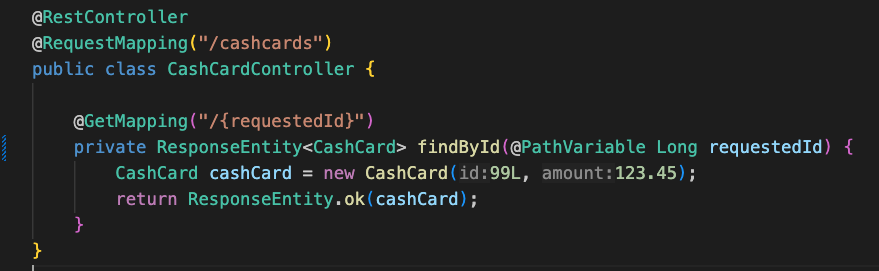 @RestController
@RequestMapping("/cashcards")
public class CashCardController {
@GetMapping("/{requestedId}")
private ResponseEntity<CashCard> findById(@PathVariable Long requestedId) {
CashCard cashCard = new CashCard(id:99L, amount:123.45);
return ResponseEntity.ok(cashCard);
}
}